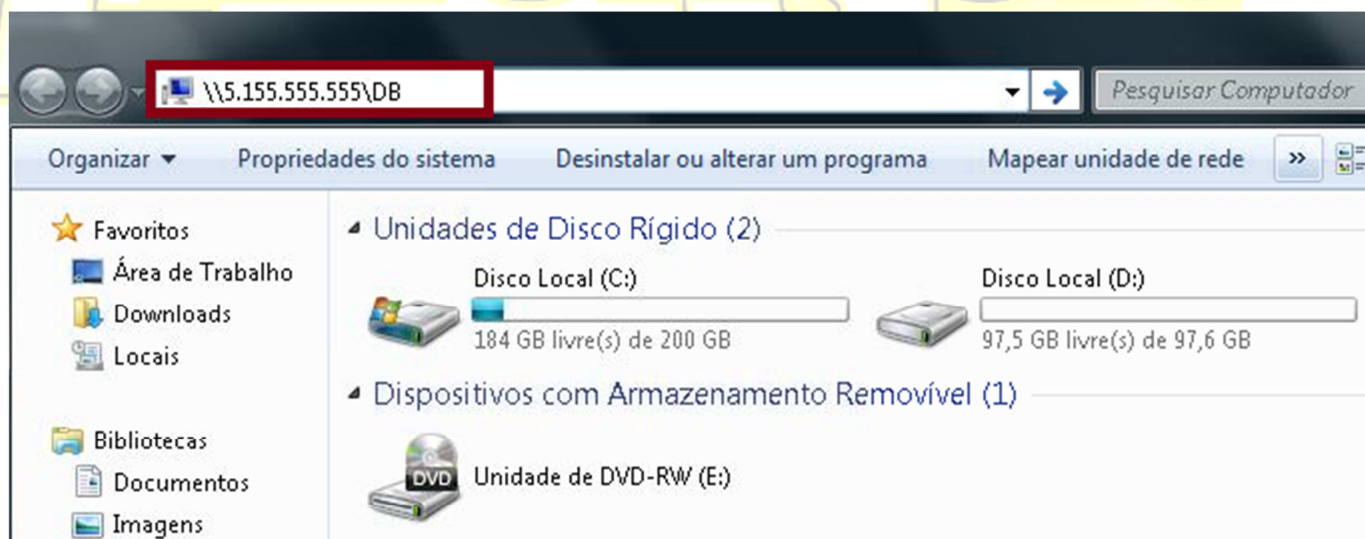 \\5.155.555.555\DB
Pesquisar Computador
Organizar Propriedades do sistema Desinstalar ou alterar um programa Mapear unidade de rede »
Favoritos
Área de Trabalho
Downloads
Locais
Bibliotecas
Documentos
Imagens
Unidades de Disco Rígido (2)
Disco Local (C:)
184 GB livre(s) de 200 GB
Disco Local (D:)
97,5 GB livre(s) de 97,6 GB
Dispositivos com Armazenamento Removível (1)
DVD
Unidade de DVD-RW (E:)